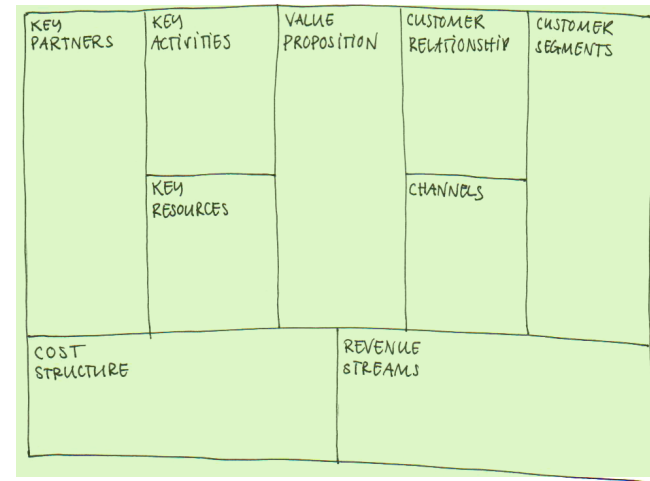 KEY
PARTNERS
KEY
ACTIVITIES
VALUE
PROPOSITION
CUSTOMER
RELATIONSHIP
CUSTOMER
SEGMENTS
KEY
RESOURCES
CHANNELS
COST
STRUCTURE
REVENUE
STREAMS